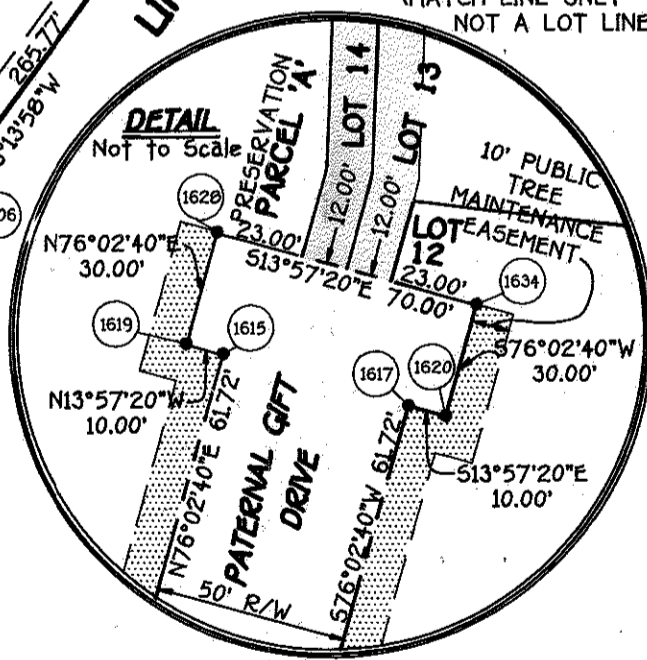 MATCH LINE ONLY
NOT A LOT LINE
265.77'
13'58"W
06
DETAIL
Not to Scale
PRESERVATION
PARCEL 'A'
LOT 14
LOT 13
12.00'
12.00'
10' PUBLIC
TREE
MAINTENANCE
EASEMENT
LOT
12
1628
23.00'
S13°57'20"E
23.00'
70.00'
1634
N76°02'40"E
30.00'
1619
1615
S76°02'40"W
30.00'
1617
1620
N13°57'20"W
10.00'
S13°57'20"E
10.00'
N76°02'40"E 61.72'
PATERNAL GIFT
DRIVE
S76°02'40"W 61.72'
50' R/W